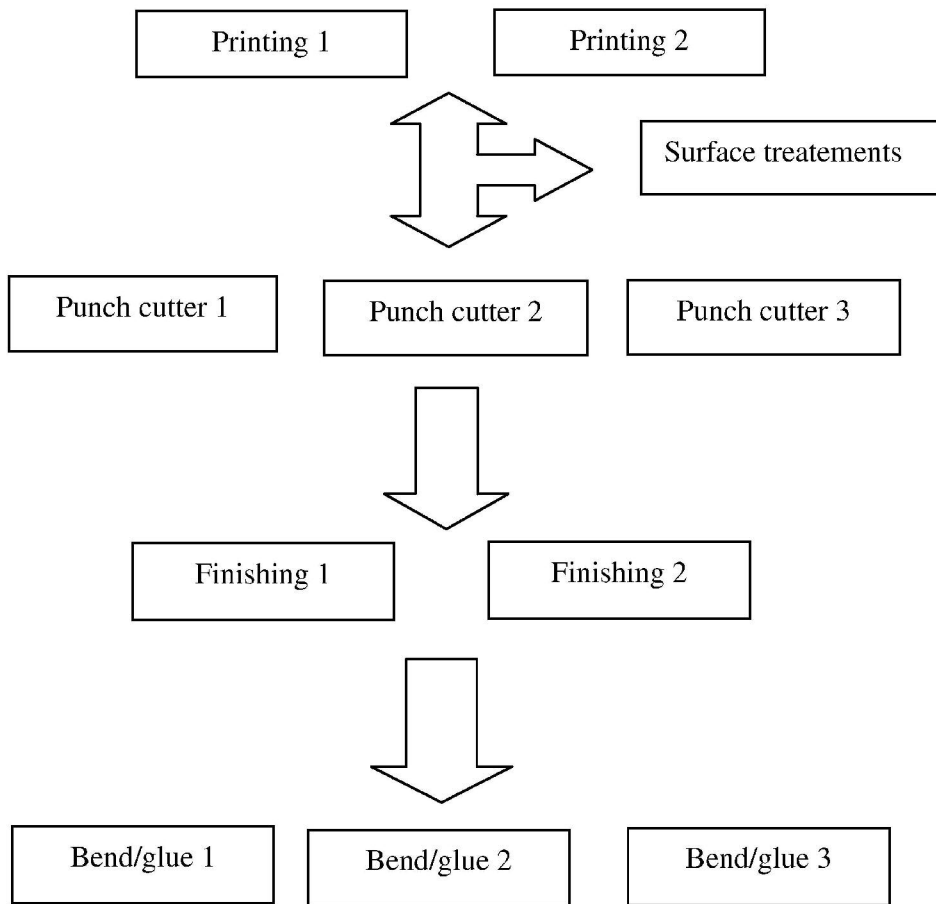 Printing 1
Printing 2
Surface treatements
Punch cutter 1
Punch cutter 2
Punch cutter 3
Finishing 1
Finishing 2
Bend/glue 1
Bend/glue 2
Bend/glue 3